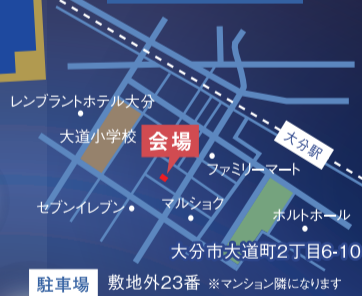 レンブラントホテル大分
大道小学校
会場
大分駅
ファミリーマート
セブンイレブン
マルショク
ホルトホール
大分市大道町2丁目6-10
駐車場 敷地外23番 ※マンション隣になります